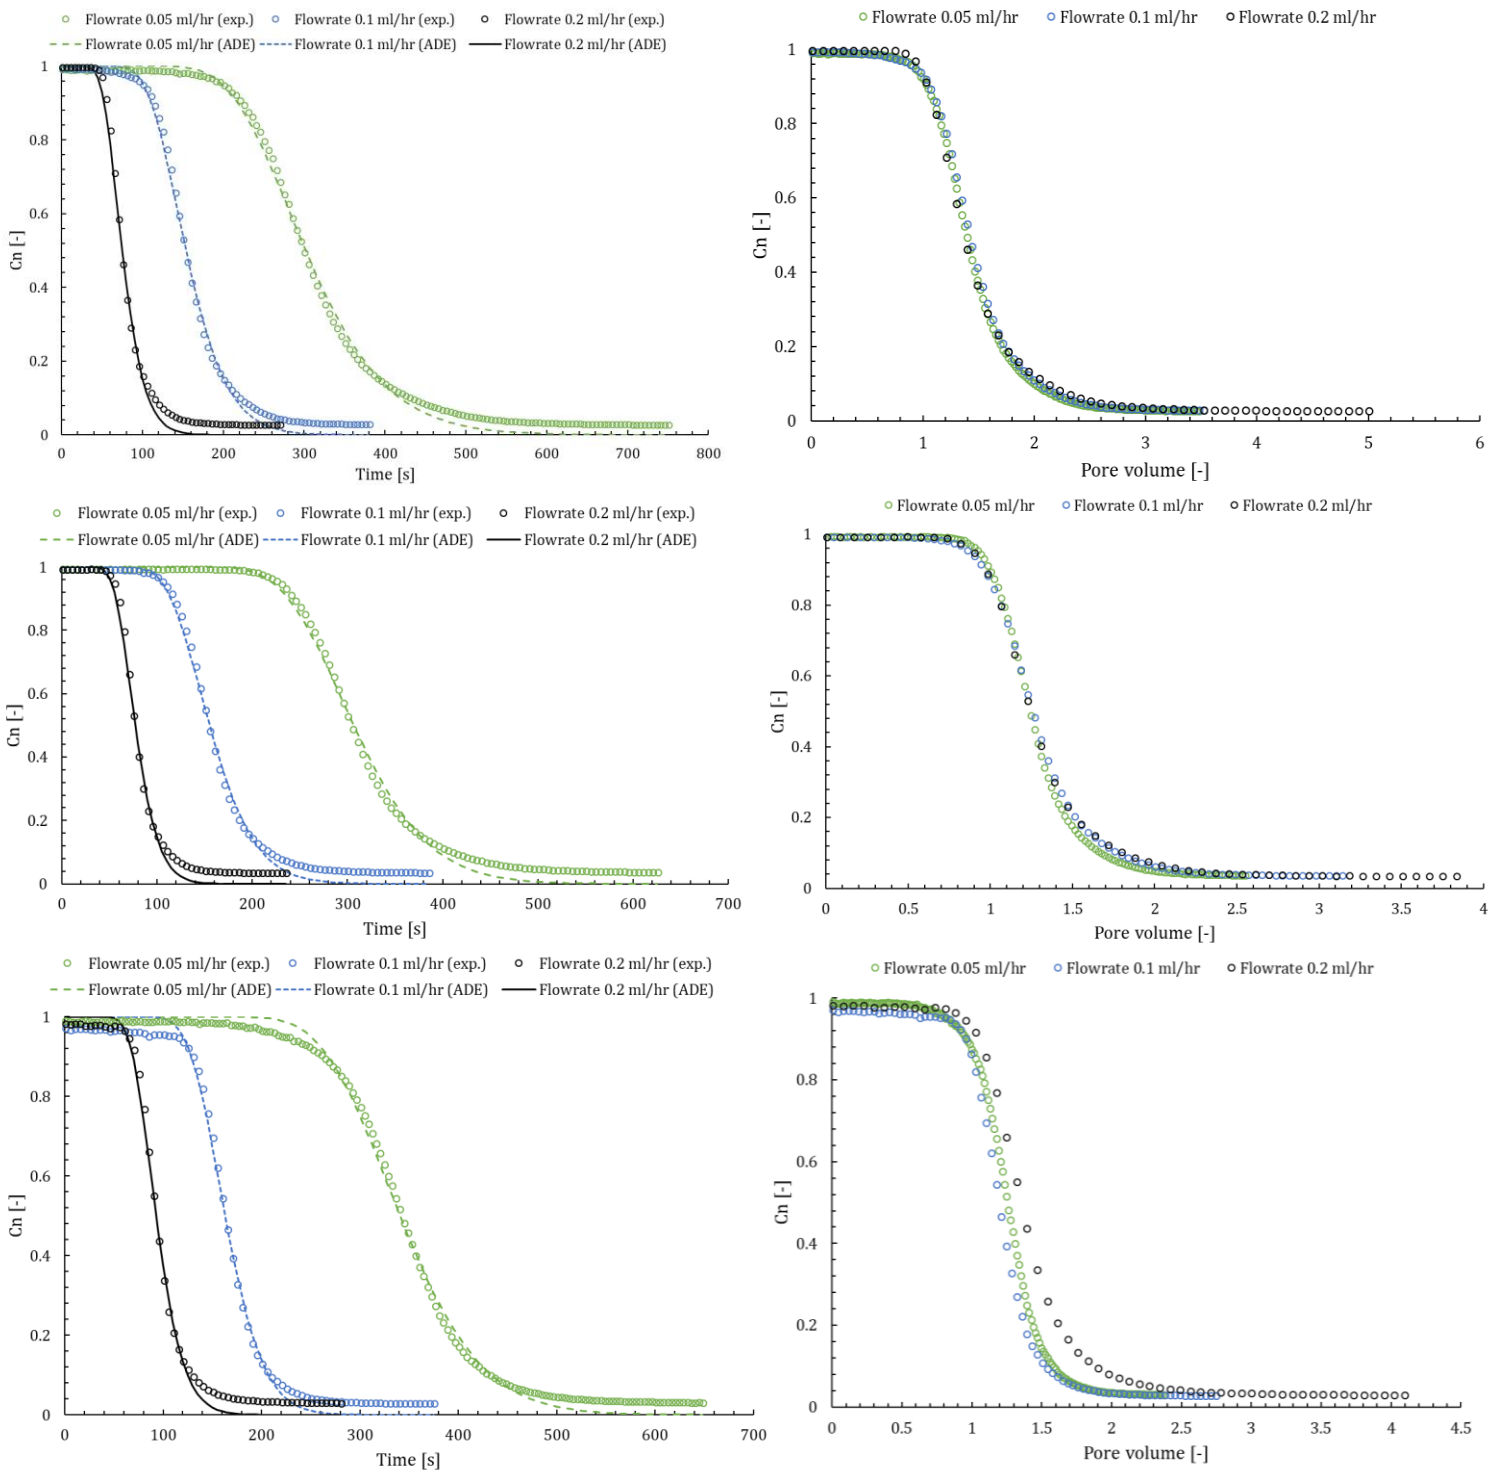 Flowrate 0.05 ml/hr (exp.) Flowrate 0.1 ml/hr (exp.) Flowrate 0.2 ml/hr (exp.)
Flowrate 0.05 ml/hr (ADE) Flowrate 0.1 ml/hr (ADE) Flowrate 0.2 ml/hr (ADE)
1
0.8
0.6
0.4
0.2
0
Cn [-]
0 100 200 300 400 500 600 700 800
Time [s]
Flowrate 0.05 ml/hr Flowrate 0.1 ml/hr Flowrate 0.2 ml/hr
1
0.8
0.6
0.4
0.2
0
Cn [-]
0 1 2 3 4 5 6
Pore volume [-]
Flowrate 0.05 ml/hr (exp.) Flowrate 0.1 ml/hr (exp.) Flowrate 0.2 ml/hr (exp.)
Flowrate 0.05 ml/hr (ADE) Flowrate 0.1 ml/hr (ADE) Flowrate 0.2 ml/hr (ADE)
1
0.8
0.6
0.4
0.2
0
Cn [-]
0 100 200 300 400 500 600 700
Time [s]
Flowrate 0.05 ml/hr Flowrate 0.1 ml/hr Flowrate 0.2 ml/hr
1
0.8
0.6
0.4
0.2
0
Cn [-]
0 0.5 1 1.5 2 2.5 3 3.5 4
Pore volume [-]
Flowrate 0.05 ml/hr (exp.) Flowrate 0.1 ml/hr (exp.) Flowrate 0.2 ml/hr (exp.)
Flowrate 0.05 ml/hr (ADE) Flowrate 0.1 ml/hr (ADE) Flowrate 0.2 ml/hr (ADE)
1
0.8
0.6
0.4
0.2
0
Cn [-]
0 100 200 300 400 500 600 700
Time [s]
Flowrate 0.05 ml/hr Flowrate 0.1 ml/hr Flowrate 0.2 ml/hr
1
0.8
0.6
0.4
0.2
0
Cn [-]
0 0.5 1 1.5 2 2.5 3 3.5 4 4.5
Pore volume [-]